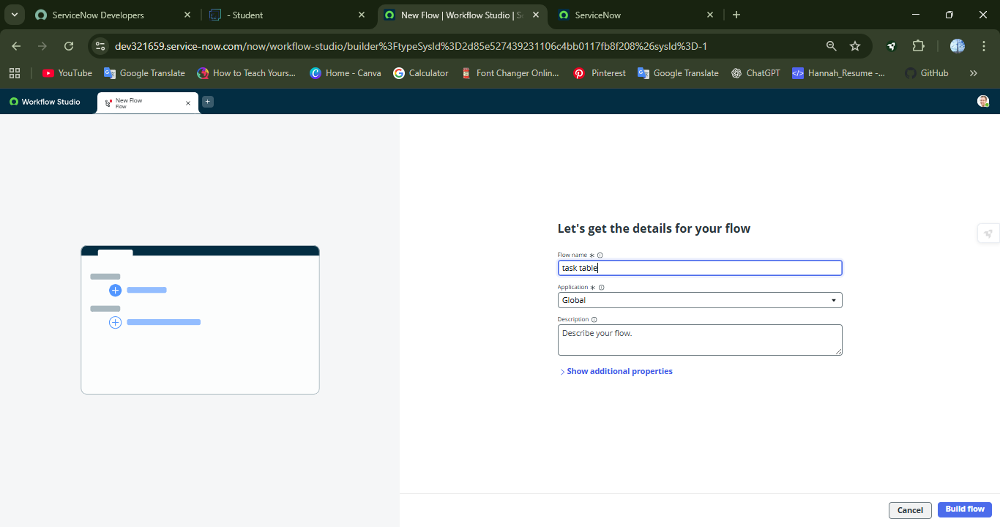 ServiceNow Developers
- Student
New Flow | Workflow Studio | S
ServiceNow
dev321659.service-now.com/now/workflow-studio/builder%3FtypeSysId%3D2d85e527439231106c4bb0117fb8f208%26sysId%3D-1
YouTube
Google Translate
How to Teach Yours...
Home - Canva
Calculator
Font Changer Onlin...
Pinterest
Google Translate
ChatGPT
Hannah_Resume -...
GitHub
Workflow Studio
New Flow
Flow
Let's get the details for your flow
Flow name
task table
Application
Global
Description
Describe your flow.
Show additional properties
Cancel
Build flow